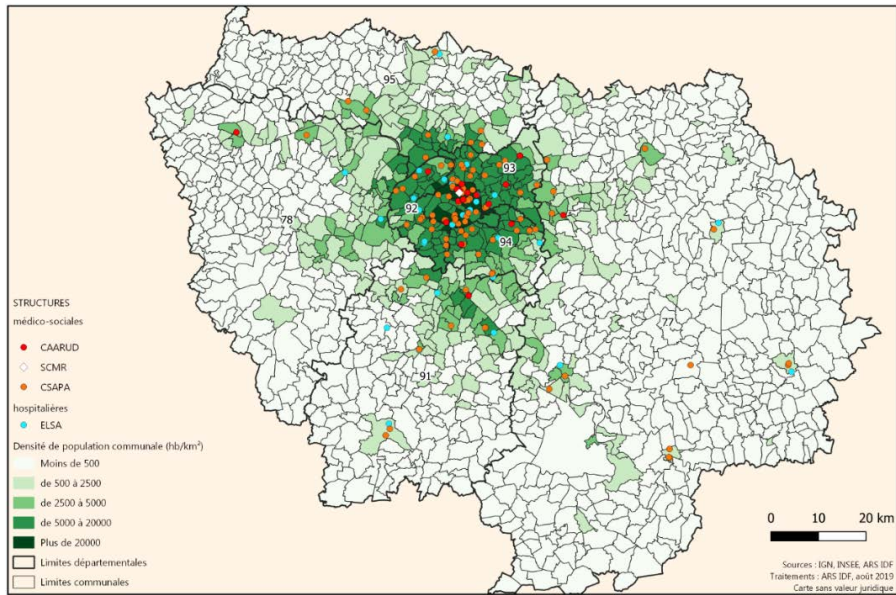 95
93
92
78
94
77
91
STRUCTURES
médico-sociales
CAARUD
SCMR
CSAPA
hospitalières
ELSA
Densité de population communale (hb/km²)
Moins de 500
de 500 à 2500
de 2500 à 5000
de 5000 à 20000
Plus de 20000
Limites départementales
Limites communales
0 10 20 km
Sources : IGN, INSEE, ARS IDF
Traitements : ARS IDF, août 2019
Carte sans valeur juridique